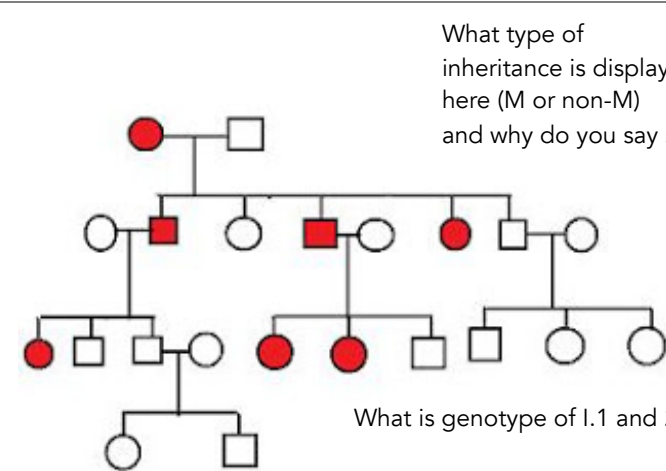 What type of
inheritance is display
here (M or non-M)
and why do you say
What is genotype of I.1 and